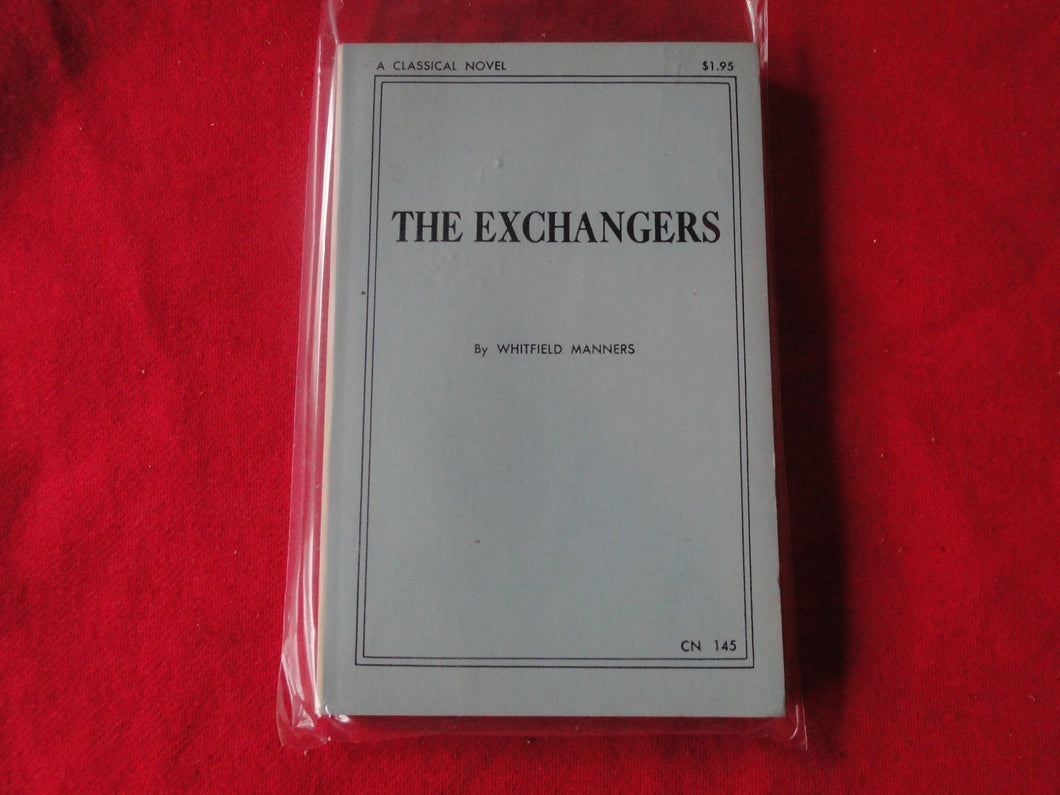 A CLASSICAL NOVEL $1.95
THE EXCHANGERS
By WHITFIELD MANNERS
CN 145